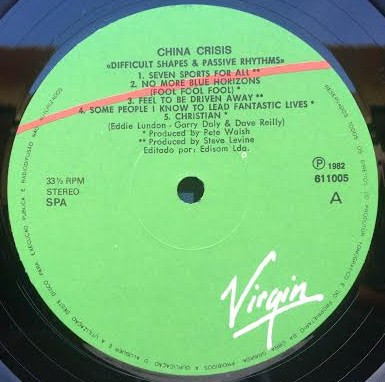 CHINA CRISIS
«DIFFICULT SHAPES & PASSIVE RHYTHMS»
1. SEVEN SPORTS FOR ALL **
2. NO MORE BLUE HORIZONS
(FOOL FOOL FOOL) *
3. FEEL TO BE DRIVEN AWAY **
4. SOME PEOPLE I KNOW TO LEAD FANTASTIC LIVES *
5. CHRISTIAN *
(Eddie Lundon - Garry Daly & Dave Reilly)
* Produced by Pete Walsh
** Produced by Steve Levine
Editado por: Edisom Lda.
33⅓ RPM
STEREO
SPA
Ⓟ 1982
611005
A
Virgin